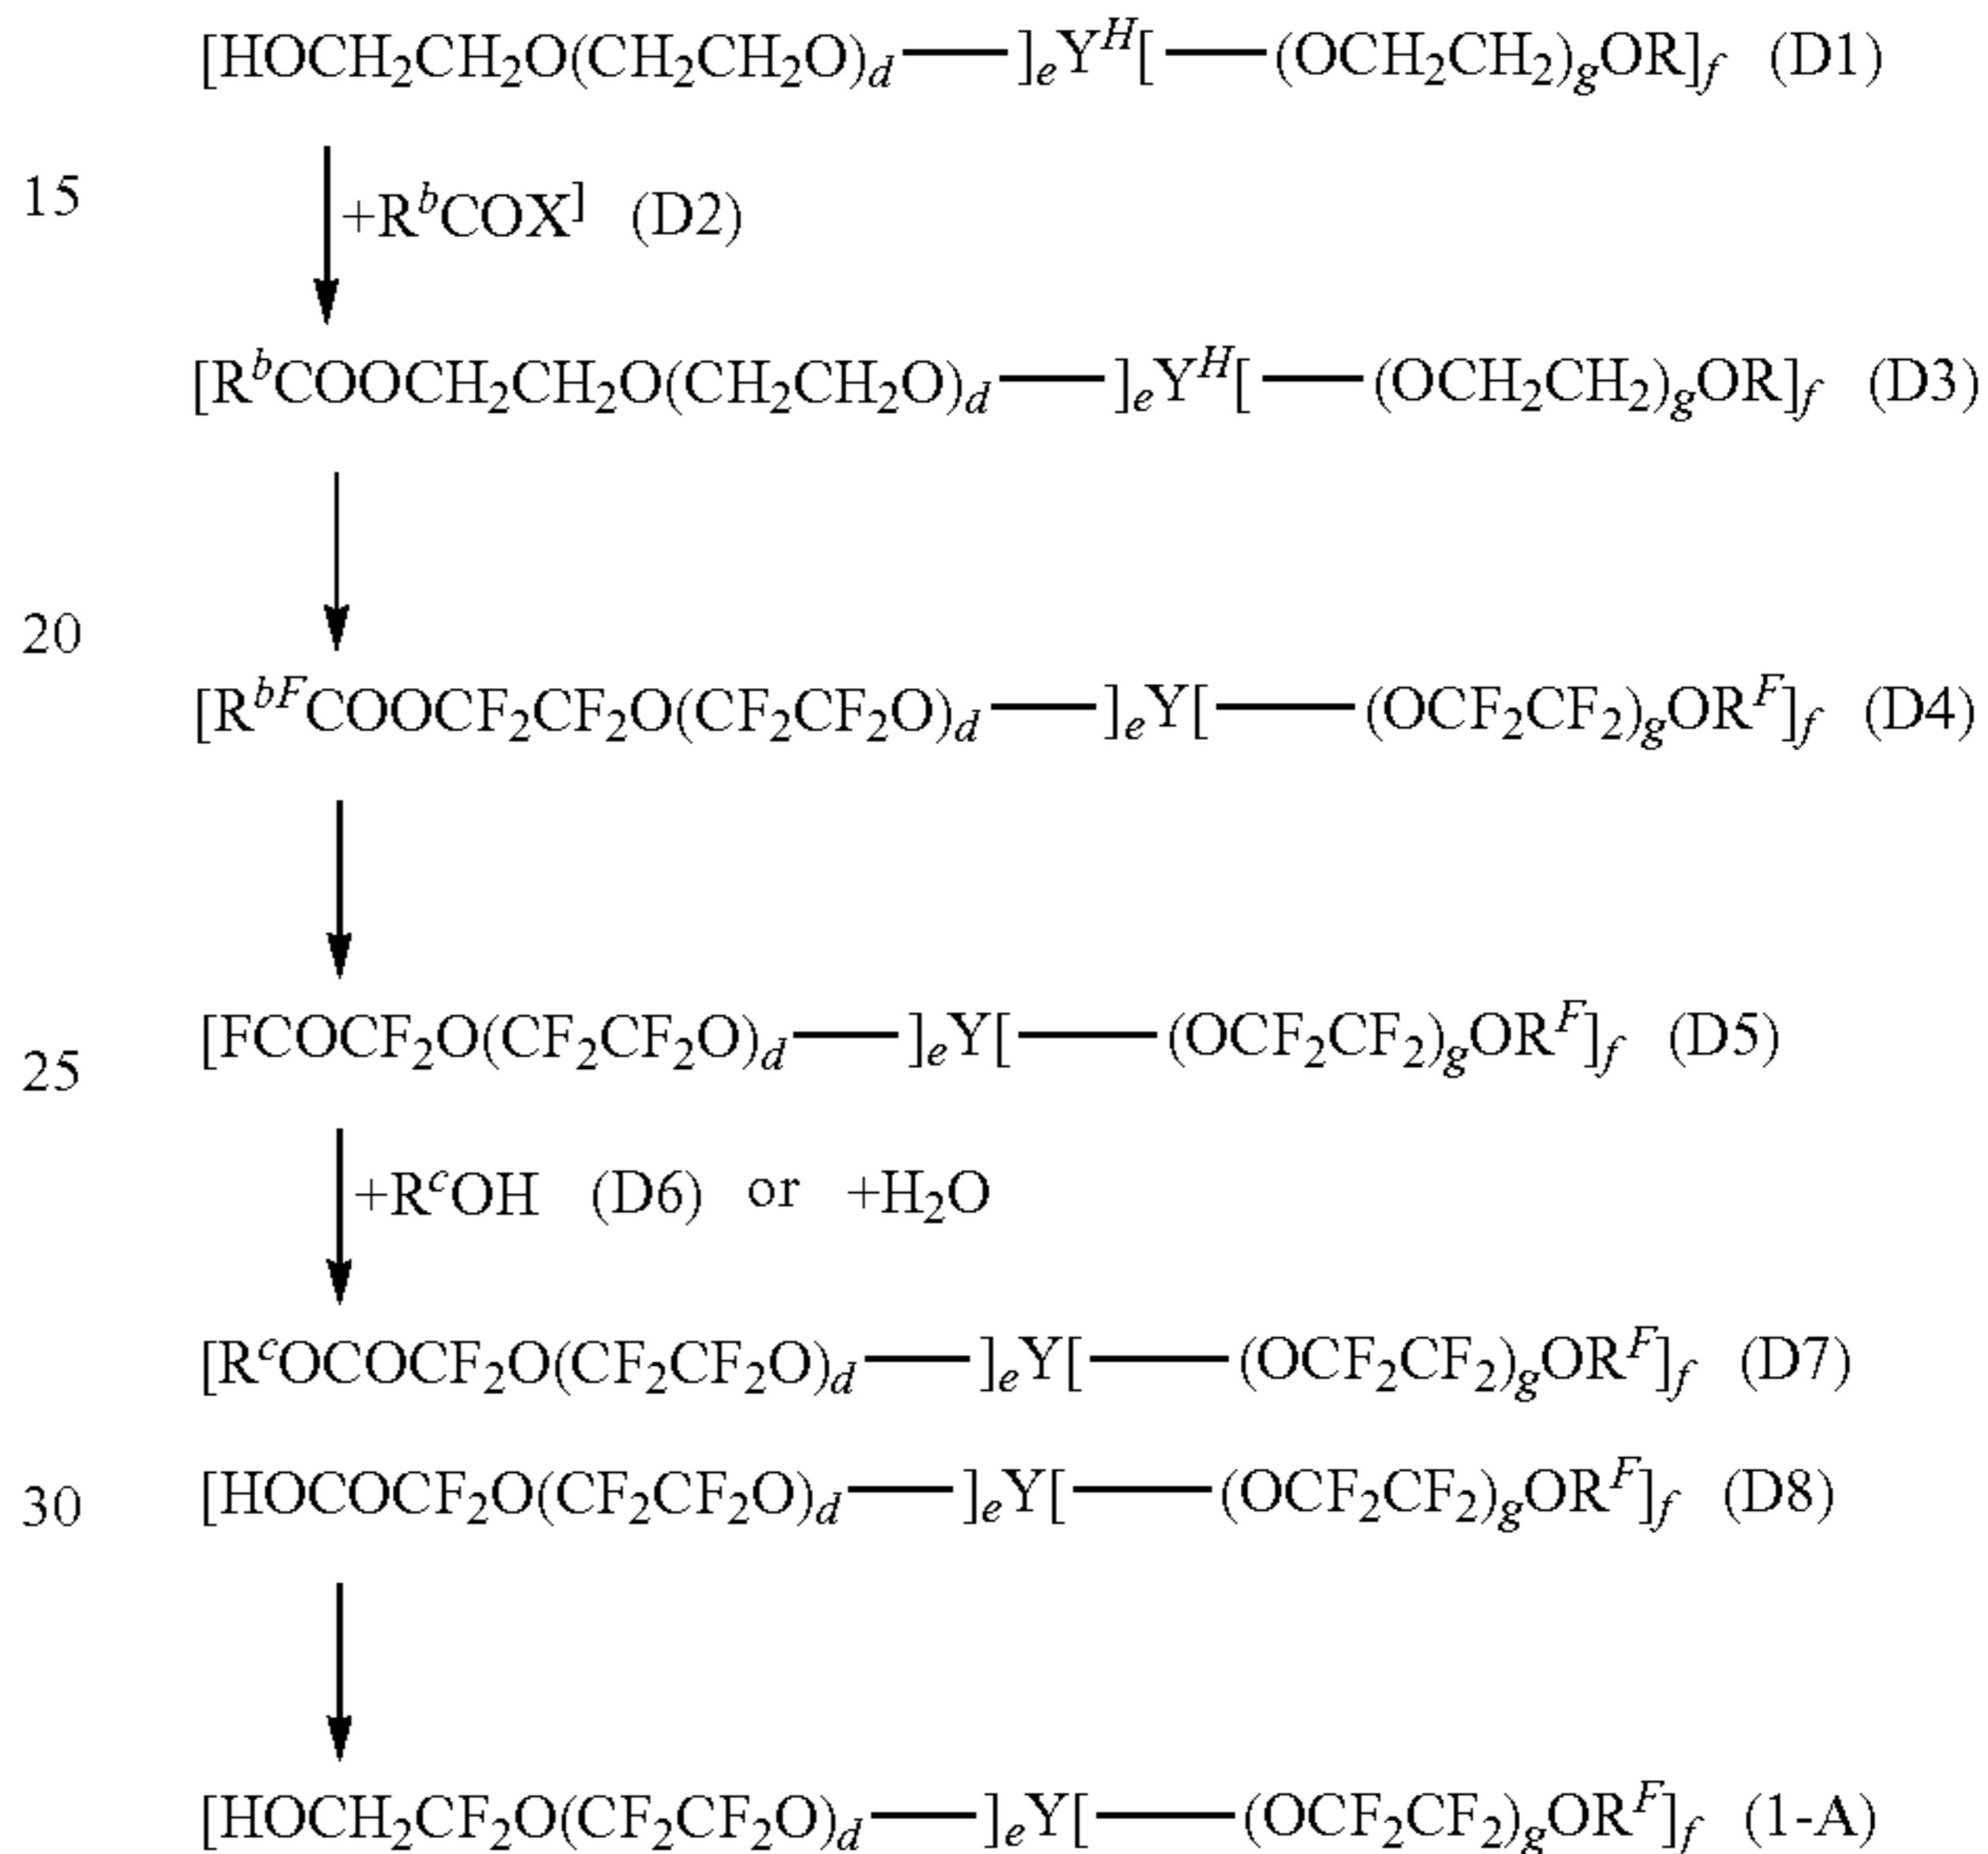 [HOCH₂CH₂O(CH₂CH₂O)d—]eYᴴ[—(OCH₂CH₂)gOR]f (D1)
15
+RᵇCOX] (D2)
[RᵇCOOCH₂CH₂O(CH₂CH₂O)d—]eYᴴ[—(OCH₂CH₂)gOR]f (D3)
20
[RᵇFCOOCF₂CF₂O(CF₂CF₂O)d—]eY[—(OCF₂CF₂)gORF]f (D4)
[FCOCF₂O(CF₂CF₂O)d—]eY[—(OCF₂CF₂)gORF]f (D5)
25
+RᶜOH (D6) or +H₂O
[RᶜOCOCF₂O(CF₂CF₂O)d—]eY[—(OCF₂CF₂)gORF]f (D7)
30 [HOCOCF₂O(CF₂CF₂O)d—]eY[—(OCF₂CF₂)gORF]f (D8)
[HOCH₂CF₂O(CF₂CF₂O)d—]eY[—(OCF₂CF₂)gORF]f (1-A)